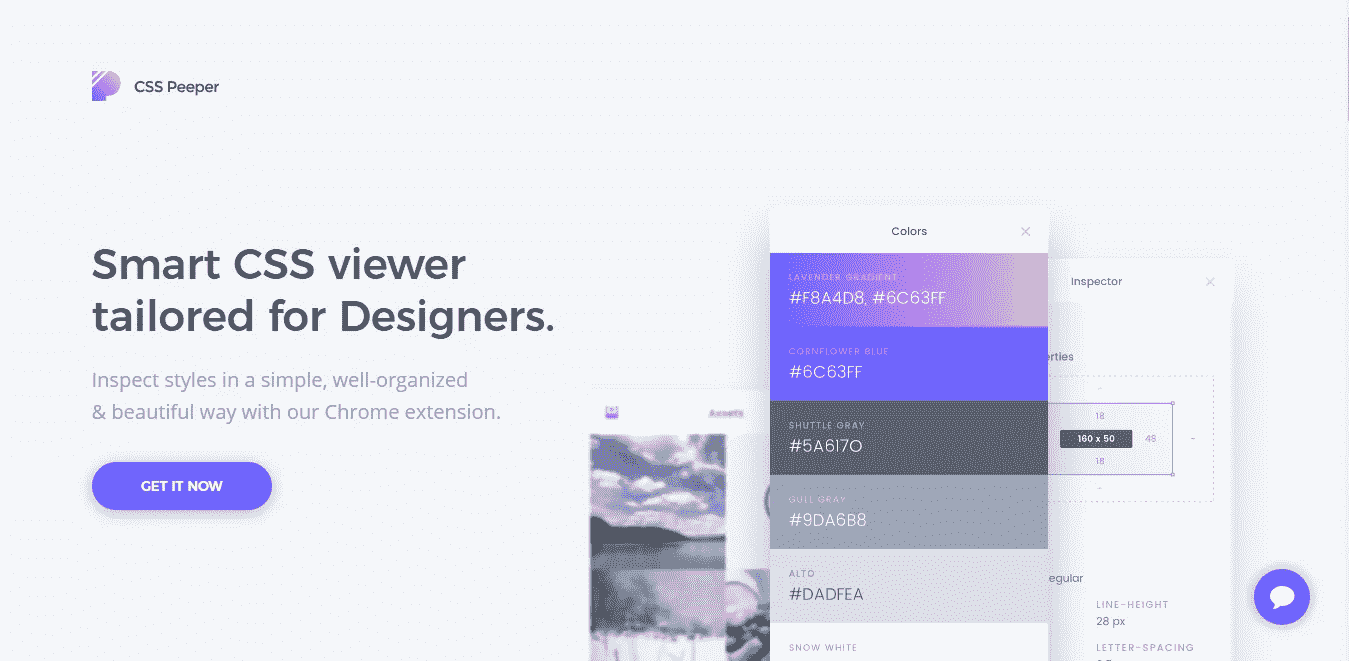 CSS Peeper
Smart CSS viewer
tailored for Designers.
Inspect styles in a simple, well-organized
& beautiful way with our Chrome extension.
GET IT NOW
Assets
Colors
LAVENDER GRADIENT
#F8A4D8, #6C63FF
CORNFLOWER BLUE
#6C63FF
SHUTTLE GRAY
#5A617O
GULL GRAY
#9DA6B8
ALTO
#DADFEA
SNOW WHITE
Inspector
erties
-
18
160 x 50
48
-
18
-
egular
LINE-HEIGHT
28 px
LETTER-SPACING